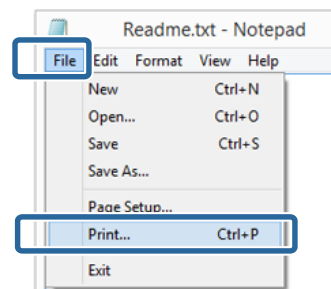 Readme.txt - Notepad
File Edit Format View Help
New Ctrl+N
Open... Ctrl+O
Save Ctrl+S
Save As...
Page Setup...
Print... Ctrl+P
Exit